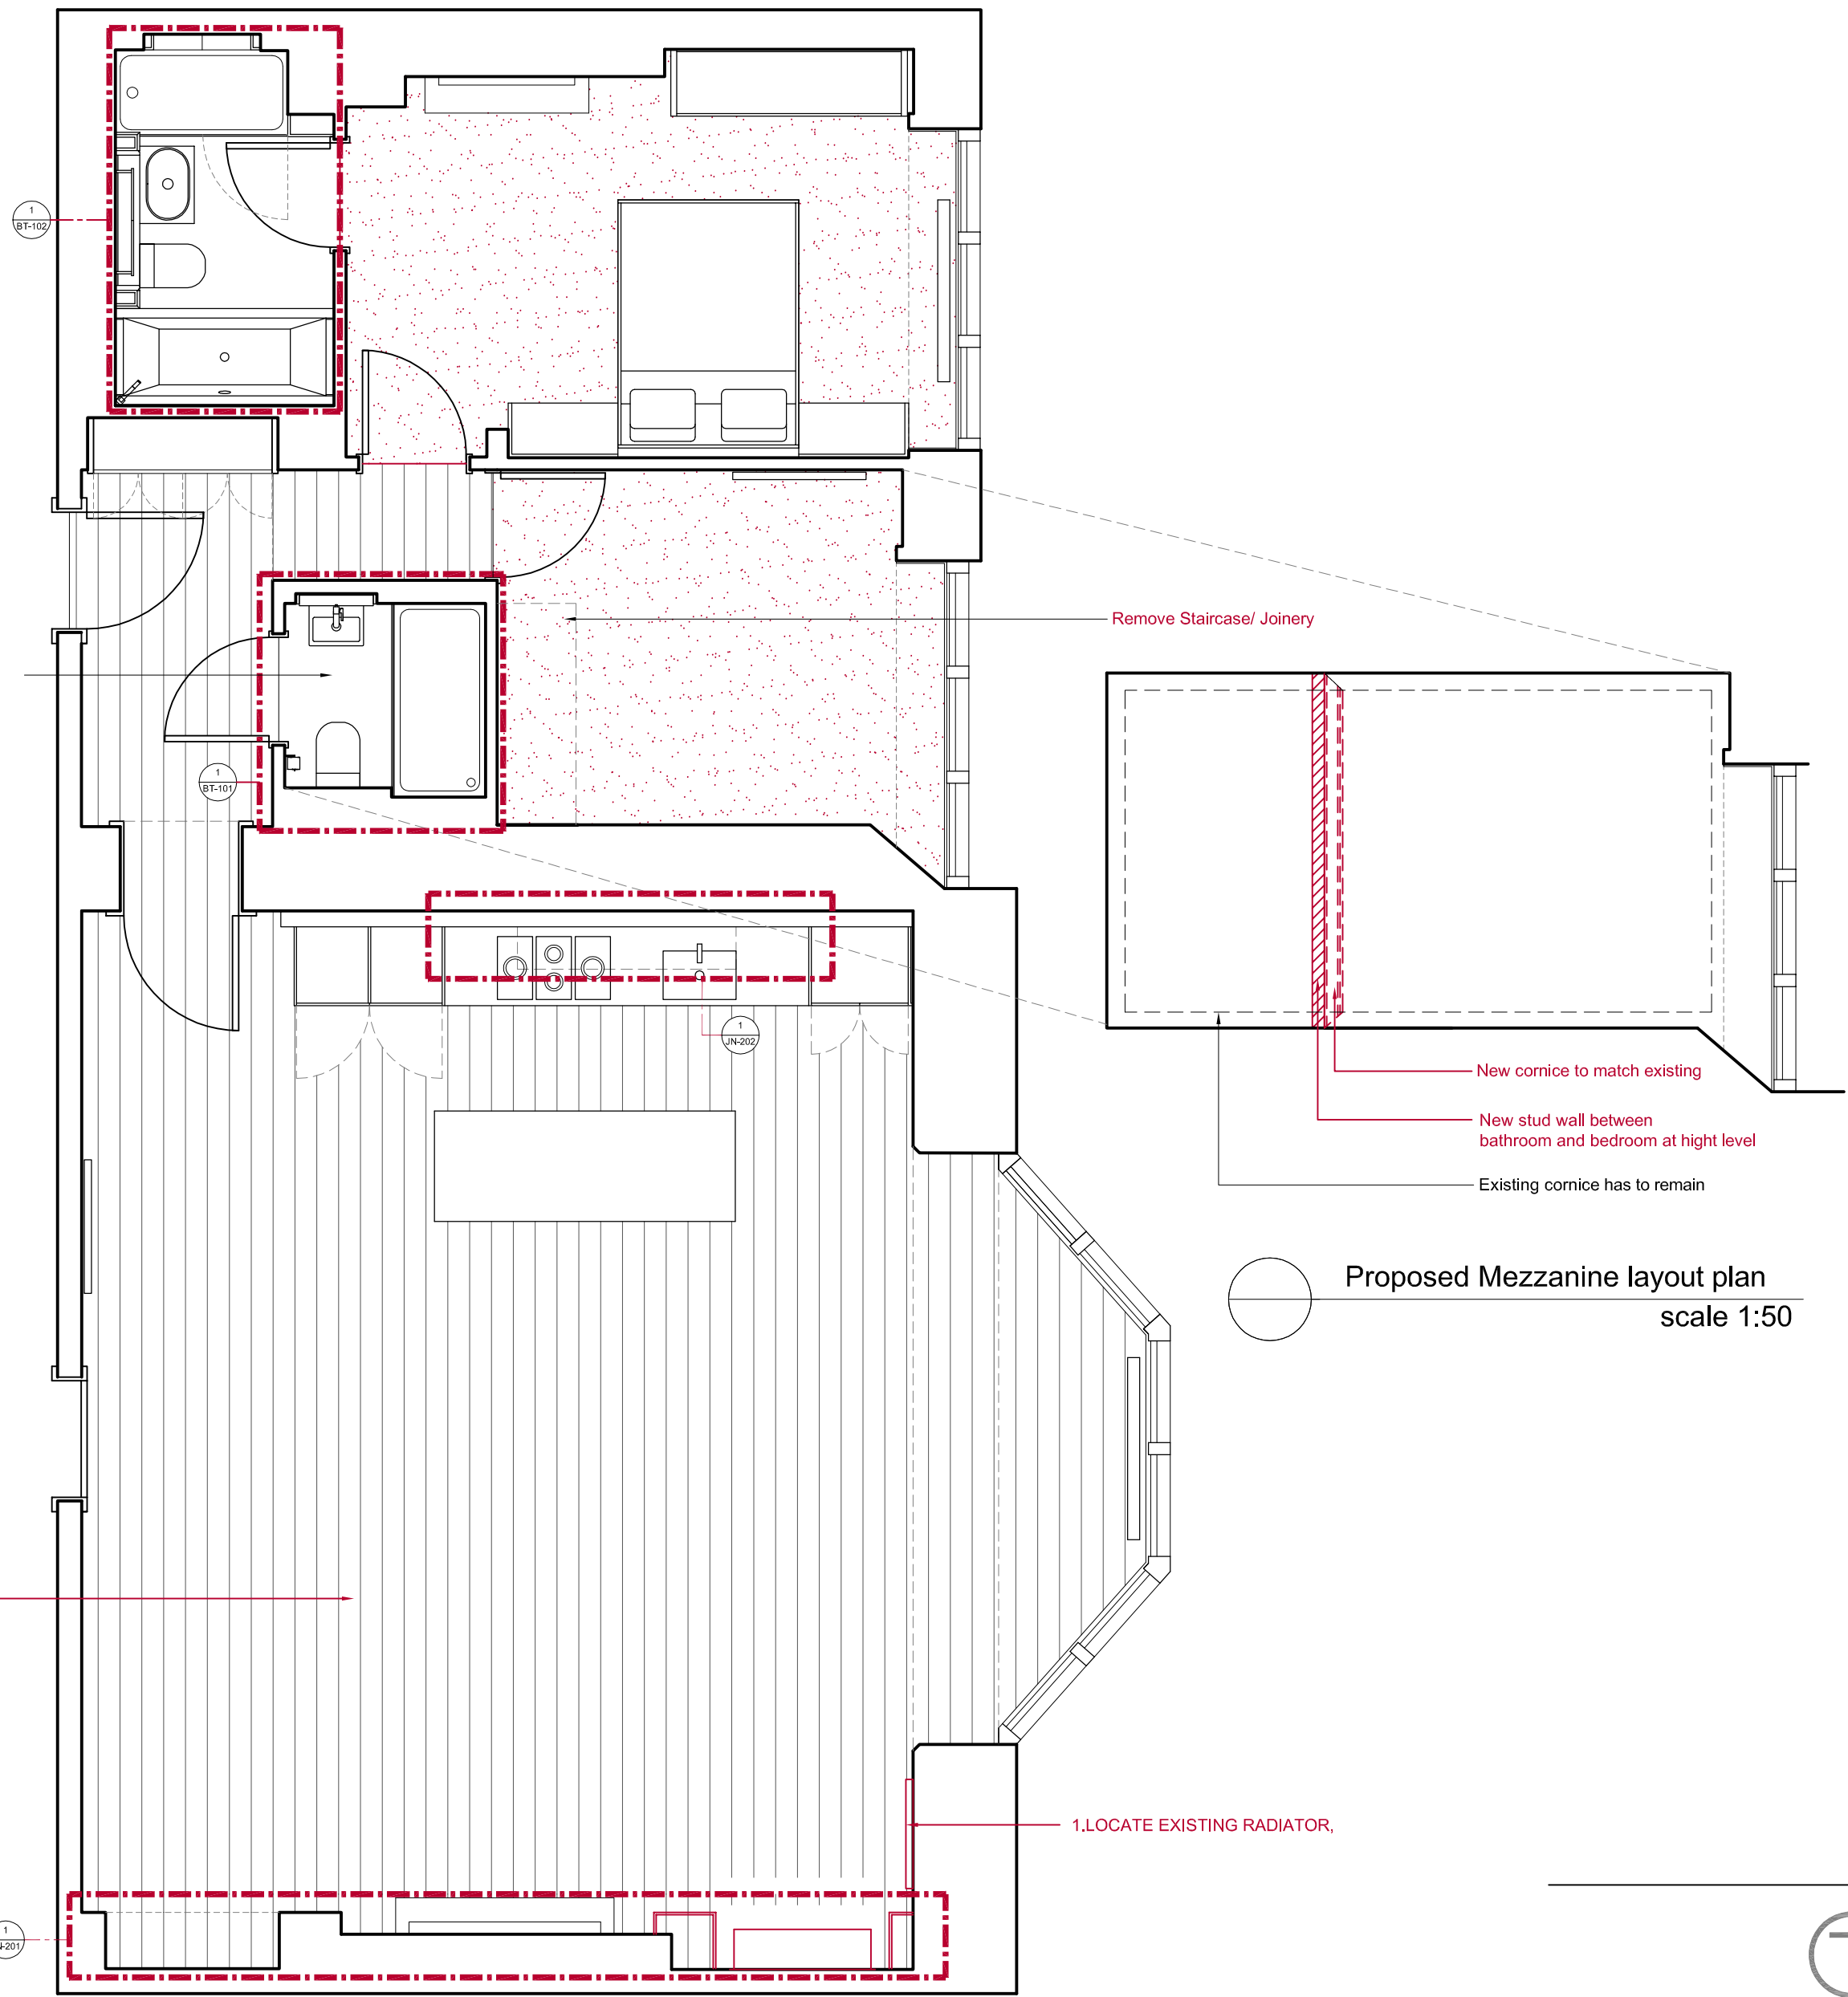 1
BT-102
Remove Staircase/ Joinery
1
BT-101
1
JN-202
New cornice to match existing
New stud wall between
bathroom and bedroom at hight level
Existing cornice has to remain
Proposed Mezzanine layout plan
scale 1:50
1.LOCATE EXISTING RADIATOR,
1
N-201